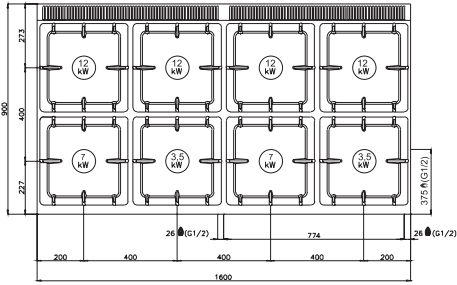 273
12 kW
12 kW
12 kW
12 kW
900
400
7 kW
3,5 kW
7 kW
3,5 kW
375 (G1/2)
227
26 (G1/2)
774
26 (G1/2)
200
400
400
400
200
1600